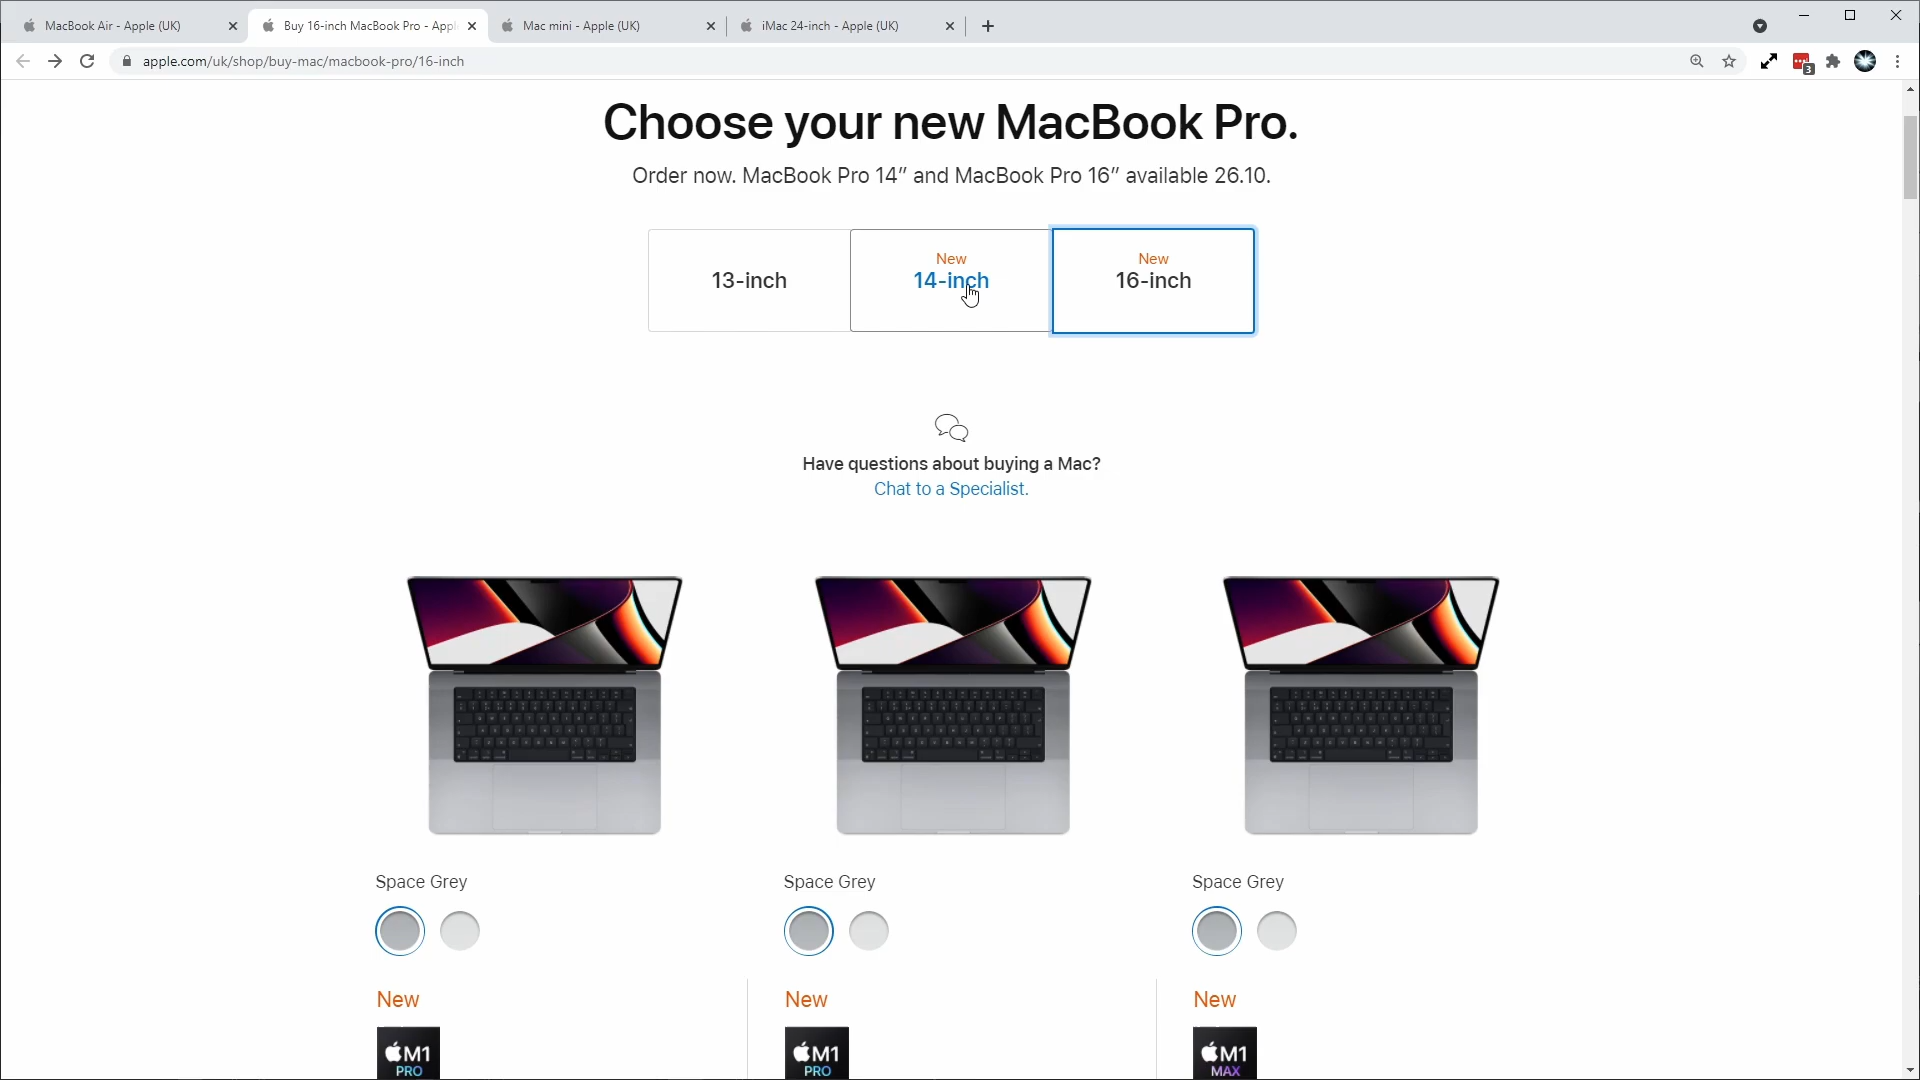 MacBook Air - Apple (UK)
Buy 16-inch MacBook Pro - Appl
Mac mini - Apple (UK)
iMac 24-inch - Apple (UK)
apple.com/uk/shop/buy-mac/macbook-pro/16-inch
3
Choose your new MacBook Pro.
Order now. MacBook Pro 14″ and MacBook Pro 16″ available 26.10.
13-inch
New
14-inch
New
16-inch
Have questions about buying a Mac?
Chat to a Specialist.
Space Grey
Space Grey
Space Grey
New
New
New
M1
PRO
M1
PRO
M1
MAX